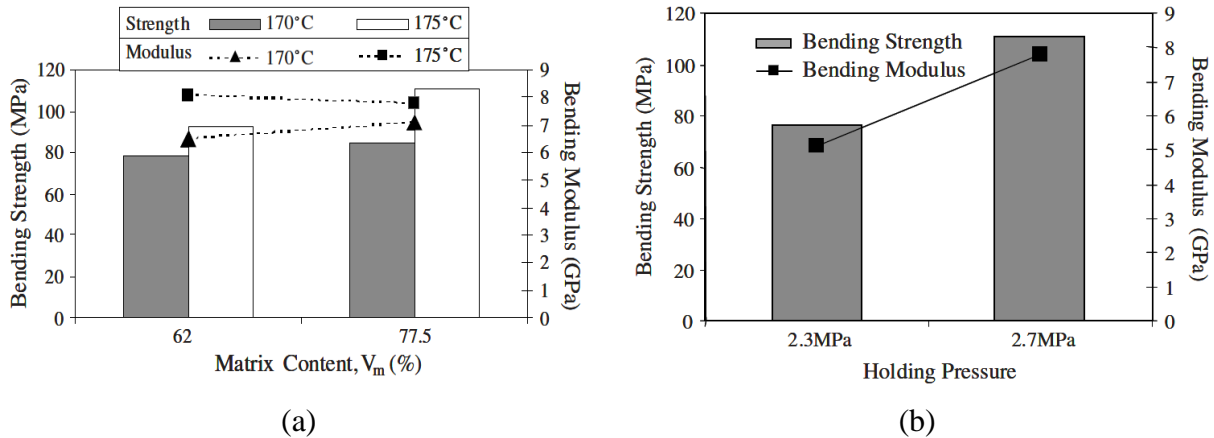 Strength 170°C 175°C
Modulus 170°C 175°C
Bending Strength (MPa)
120
100
80
60
40
20
0
9
8
7
6
5
4
3
2
1
0
Bending Modulus (GPa)
62 77.5
Matrix Content, Vm (%)
(a)
Bending Strength (MPa)
120
100
80
60
40
20
0
Bending Strength
Bending Modulus
9
8
7
6
5
4
3
2
1
0
Bending Modulus (GPa)
2.3MPa 2.7MPa
Holding Pressure
(b)